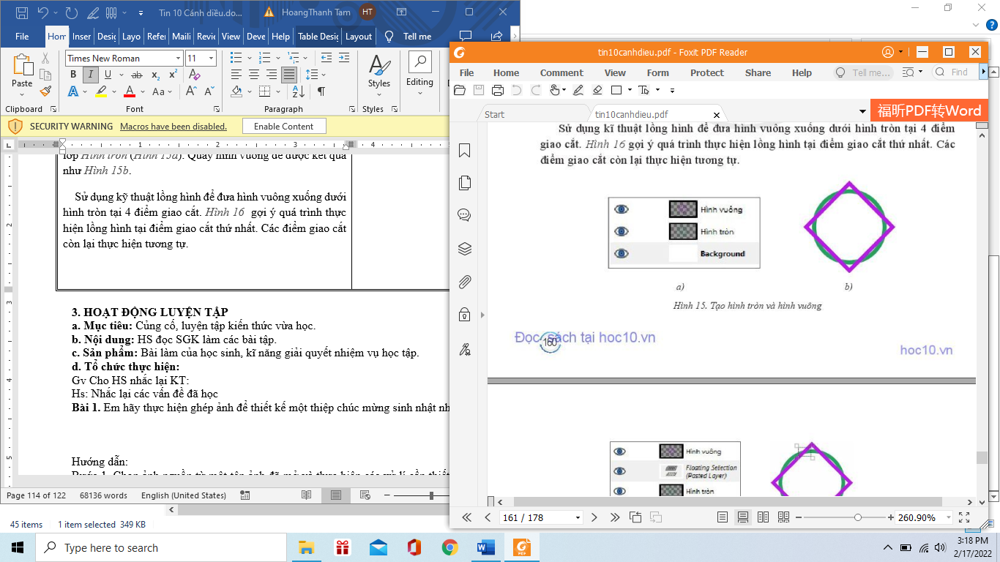 Tin 10 Cánh diều.do...
HoangThanh Tam
HT
File
Hom
Inser
Desig
Layo
Refer
Maili
Revie
View
Deve
Help
Table Desig
Layout
Tell me
Paste
Times New Roman
11
Styles
Editing
Clipboard
Font
Paragraph
Styles
SECURITY WARNING Macros have been disabled.
Enable Content
lớp Hình tròn (Hình 15a). Quay hình vuông để được kết quả
như Hình 15b.
Sử dụng kỹ thuật lồng hình để đưa hình vuông xuống dưới
hình tròn tại 4 điểm giao cắt. Hình 16 gợi ý quá trình thực
hiện lồng hình tại điểm giao cắt thứ nhất. Các điểm giao cắt
còn lại thực hiện tương tự.
3. HOẠT ĐỘNG LUYỆN TẬP
a. Mục tiêu: Củng cố, luyện tập kiến thức vừa học.
b. Nội dung: HS đọc SGK làm các bài tập.
c. Sản phẩm: Bài làm của học sinh, kĩ năng giải quyết nhiệm vụ học tập.
d. Tổ chức thực hiện:
Gv Cho HS nhắc lại KT:
Hs: Nhắc lại các vấn đề đã học
Bài 1. Em hãy thực hiện ghép ảnh để thiết kế một thiệp chúc mừng sinh nhật nh
Hướng dẫn:
Bước 1. Chọn ảnh nguồn từ một tệp ảnh đã mở và thực hiện các xử lí cần thiết
Page 114 of 122
68136 words
English (United States)
45 items
1 item selected 349 KB
tin10canhdieu.pdf - Foxit PDF Reader
File
Home
Comment
View
Form
Protect
Share
Help
Tell me...
Find
Start
tin10canhdieu.pdf
福昕PDF转Word
Sử dụng kĩ thuật lồng hình để đưa hình vuông xuống dưới hình tròn tại 4 điểm
giao cắt. Hình 16 gợi ý quá trình thực hiện lồng hình tại điểm giao cắt thứ nhất. Các
điểm giao cắt còn lại thực hiện tương tự.
Hình vuông
Hình tròn
Background
a)
b)
Hình 15. Tạo hình tròn và hình vuông
Đọc sách tại hoc10.vn
160
hoc10.vn
Hình vuông
Floating Selection
(Pasted Layer)
Hình tròn
161 / 178
260.90%
Type here to search
3:18 PM
2/17/2022